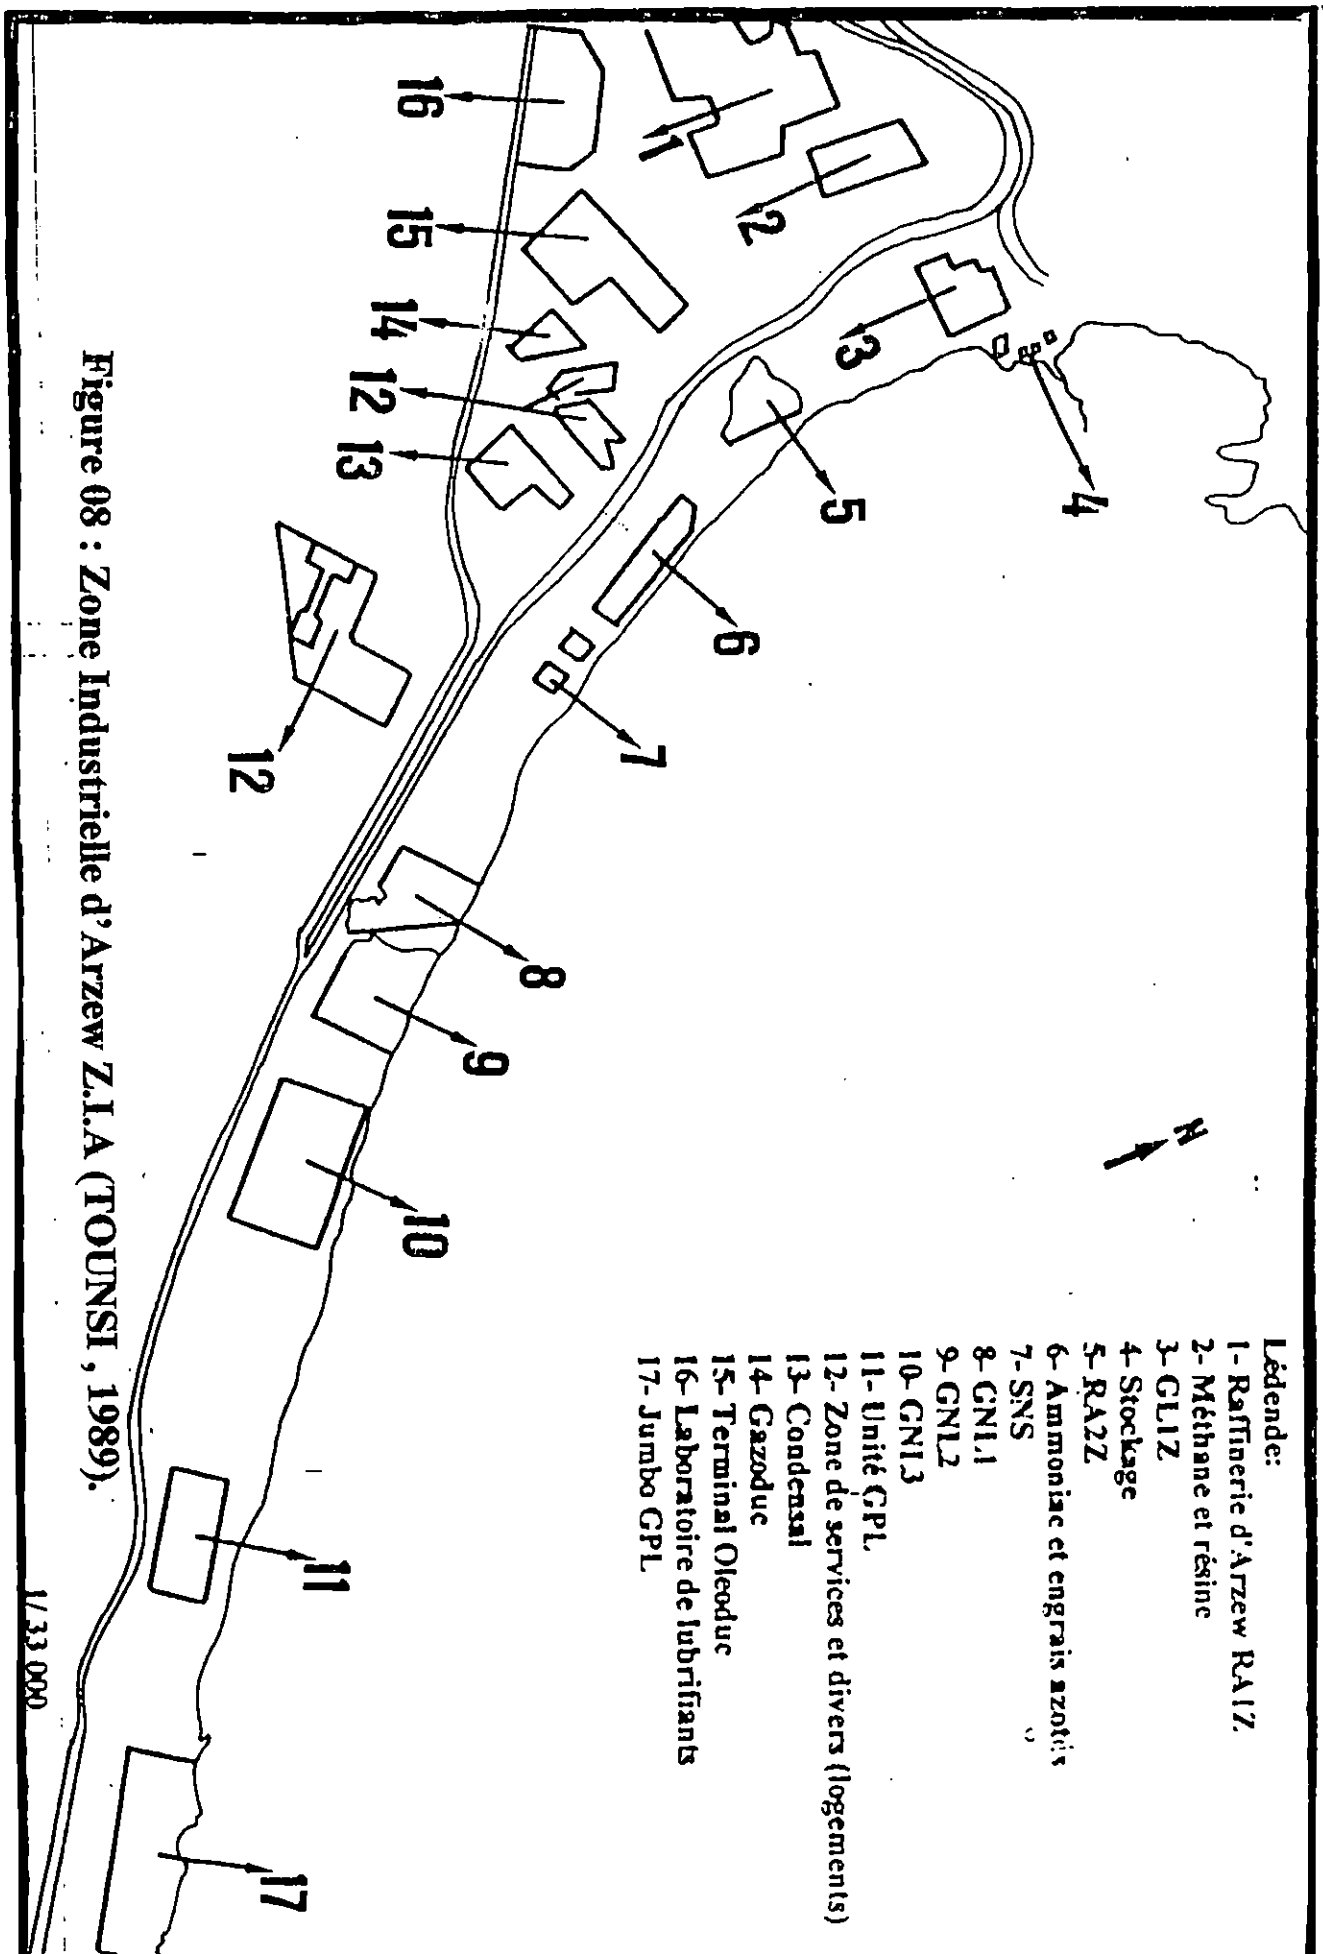 Lédende:
1- Raffinerie d'Arzew RA1Z
2- Méthane et résine
3- GL1Z
4- Stockage
5- RA2Z
6- Ammoniac et engrais azotés
7- SNS
8- GNL1
9- GNL2
10- GNL3
11- Unité GPL
12- Zone de services et divers (logements)
13- Condensal
14- Gazoduc
15- Terminal Oleoduc
16- Laboratoire de lubrifiants
17- Jumbo GPL
N
1
2
3
4
5
6
7
8
9
10
11
17
16
15
14
12
13
12
1/33 000
Figure 08 : Zone Industrielle d'Arzew Z.I.A (TOUNSI , 1989).